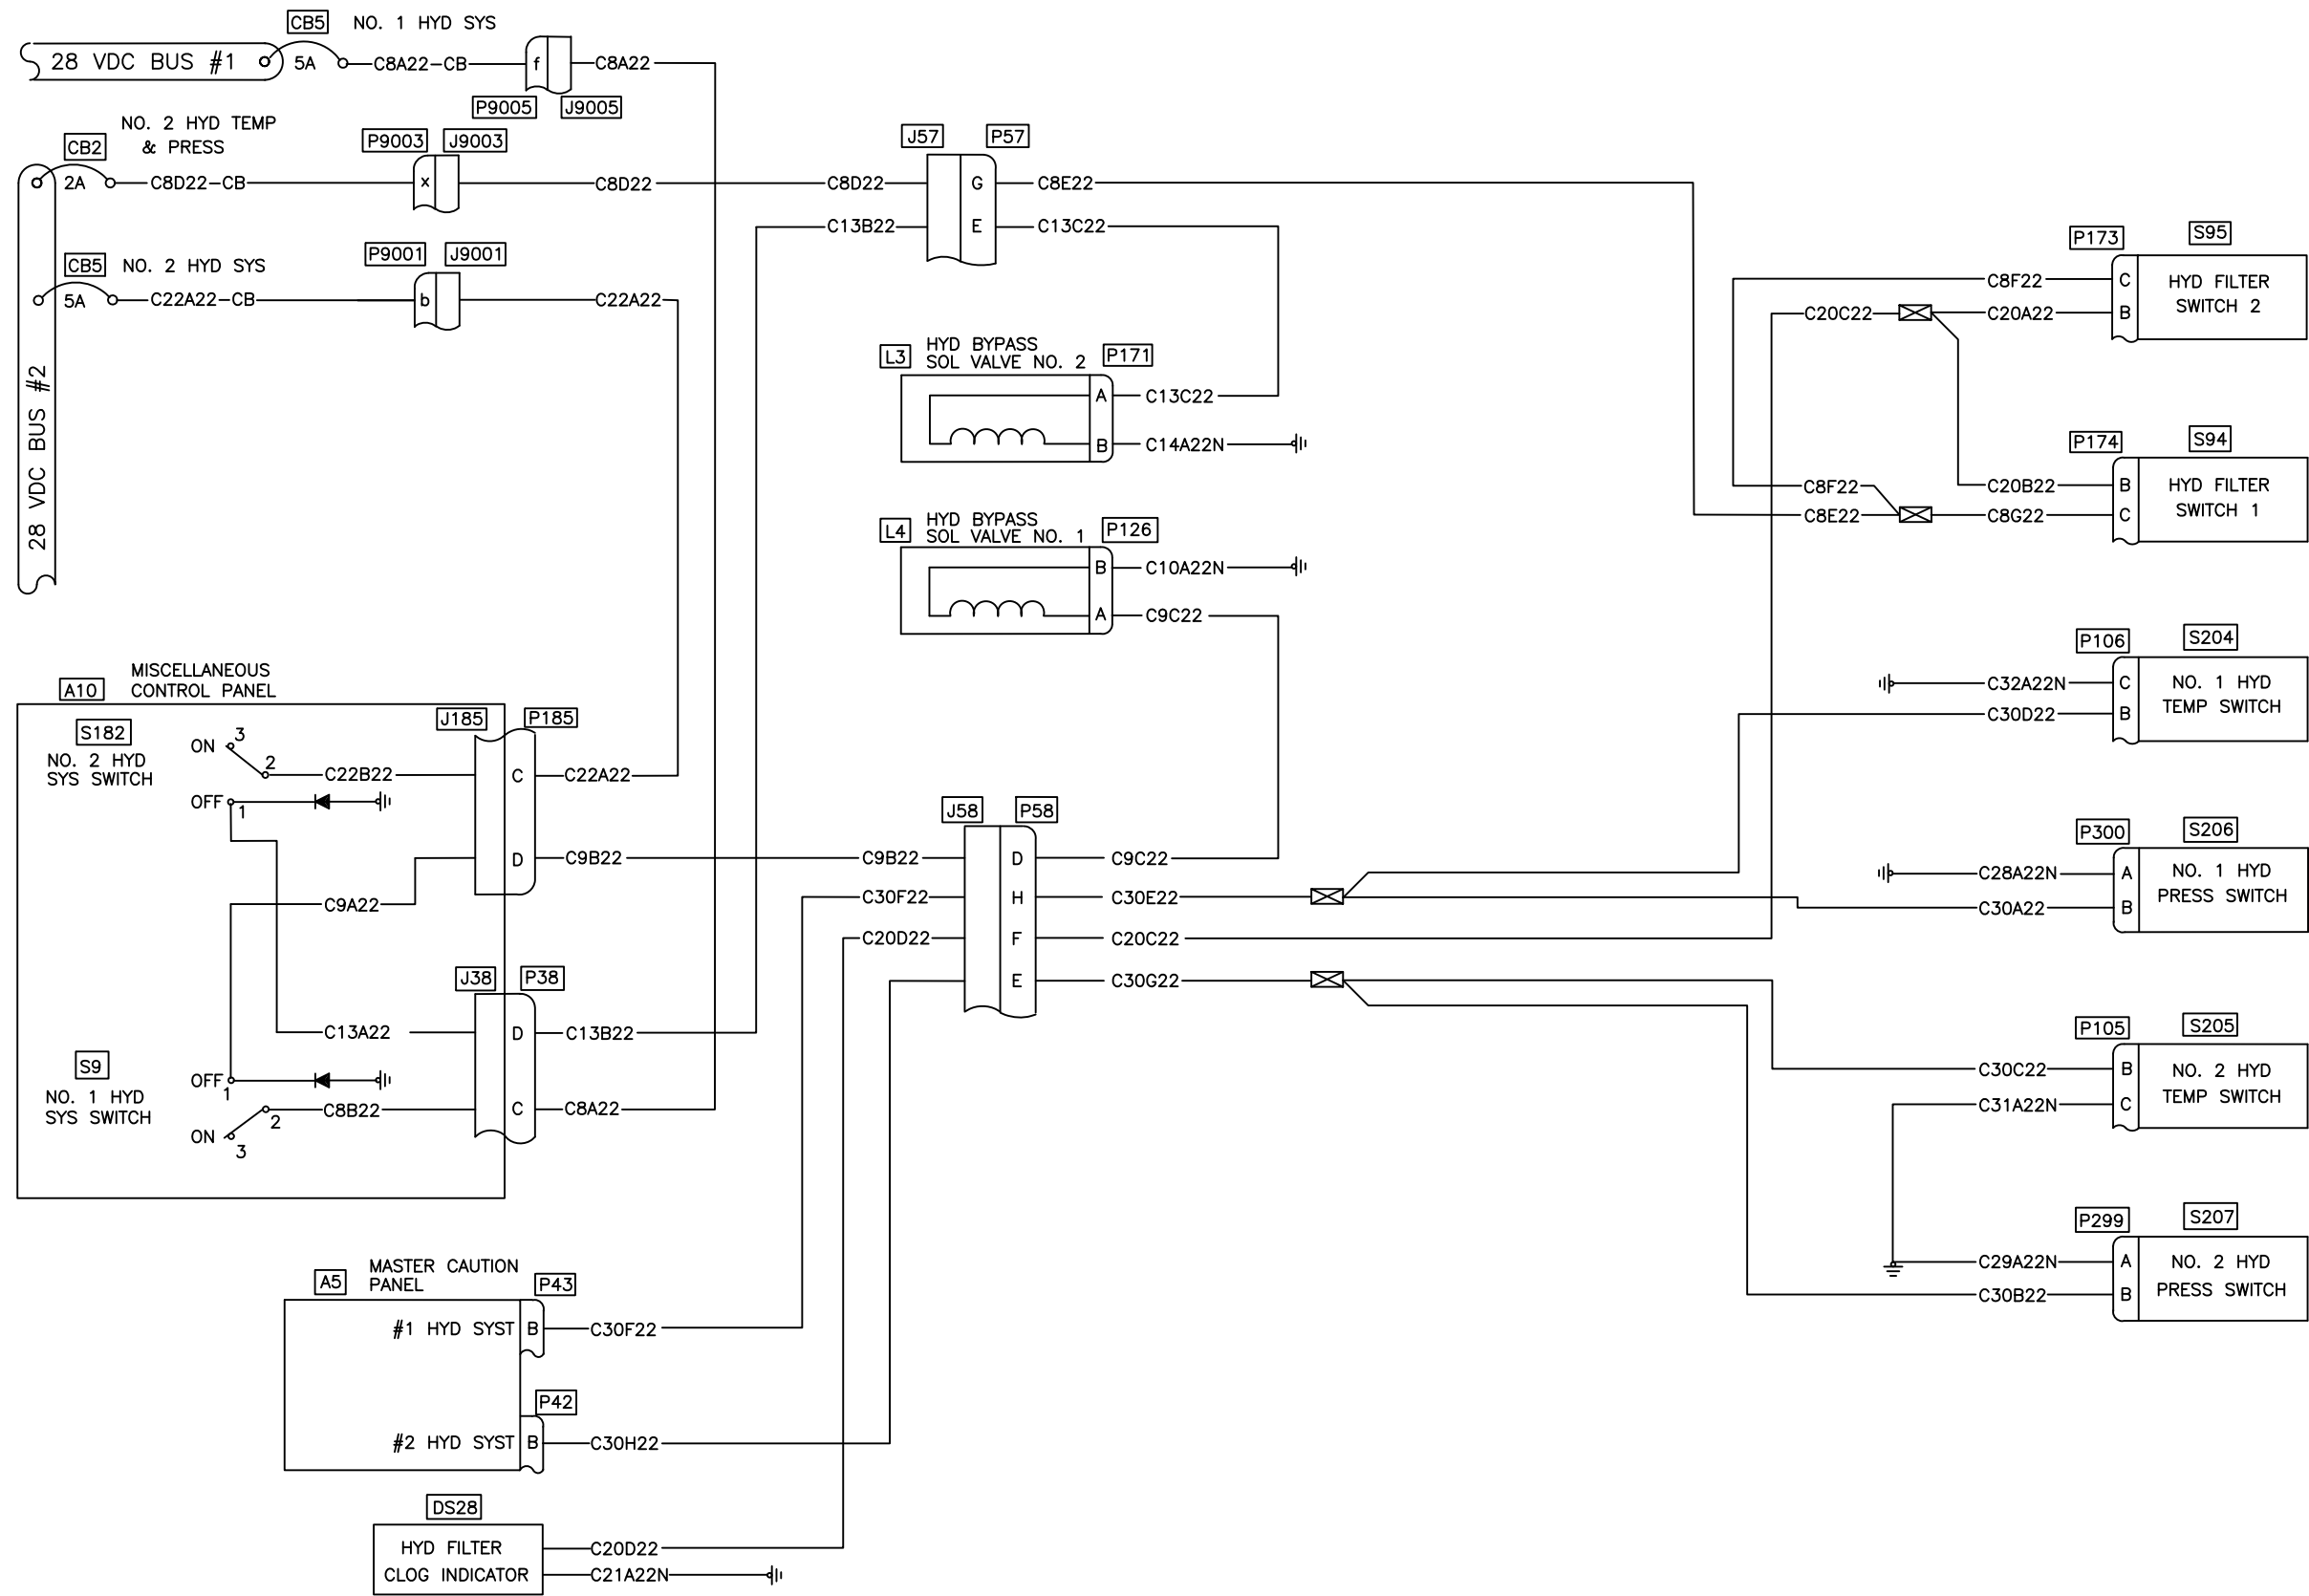 CB5 NO. 1 HYD SYS
28 VDC BUS #1 5A C8A22-CB f C8A22
P9005 J9005
NO. 2 HYD TEMP
& PRESS
CB2 P9003 J9003
2A C8D22-CB x C8D22 C8D22
J57 P57
G C8E22
C13B22 E C13C22
CB5 NO. 2 HYD SYS
P9001 J9001
5A C22A22-CB b C22A22
28 VDC BUS #2
L3 HYD BYPASS
SOL VALVE NO. 2 P171
A C13C22
B C14A22N
L4 HYD BYPASS
SOL VALVE NO. 1 P126
B C10A22N
A C9C22
P173 S95
C8F22 C HYD FILTER
C20C22 C20A22 B SWITCH 2
P174 S94
C8F22 C20B22 B HYD FILTER
C8E22 C8G22 C SWITCH 1
P106 S204
C32A22N C NO. 1 HYD
C30D22 B TEMP SWITCH
P300 S206
C28A22N A NO. 1 HYD
C30A22 B PRESS SWITCH
P105 S205
C30C22 B NO. 2 HYD
C31A22N C TEMP SWITCH
P299 S207
C29A22N A NO. 2 HYD
C30B22 B PRESS SWITCH
MISCELLANEOUS
A10 CONTROL PANEL
J185 P185
S182 ON 3
NO. 2 HYD
SYS SWITCH
2 C22B22 C C22A22
OFF 1
D C9B22 C9B22
C9A22
J38 P38
C13A22 D C13B22
S9 OFF 1
NO. 1 HYD
SYS SWITCH
2 C8B22 C C8A22
ON 3
J58 P58
D C9C22
C30F22 H C30E22
C20D22 F C20C22
E C30G22
MASTER CAUTION
PANEL
A5 P43
#1 HYD SYST B C30F22
P42
#2 HYD SYST B C30H22
DS28
HYD FILTER C20D22
CLOG INDICATOR C21A22N